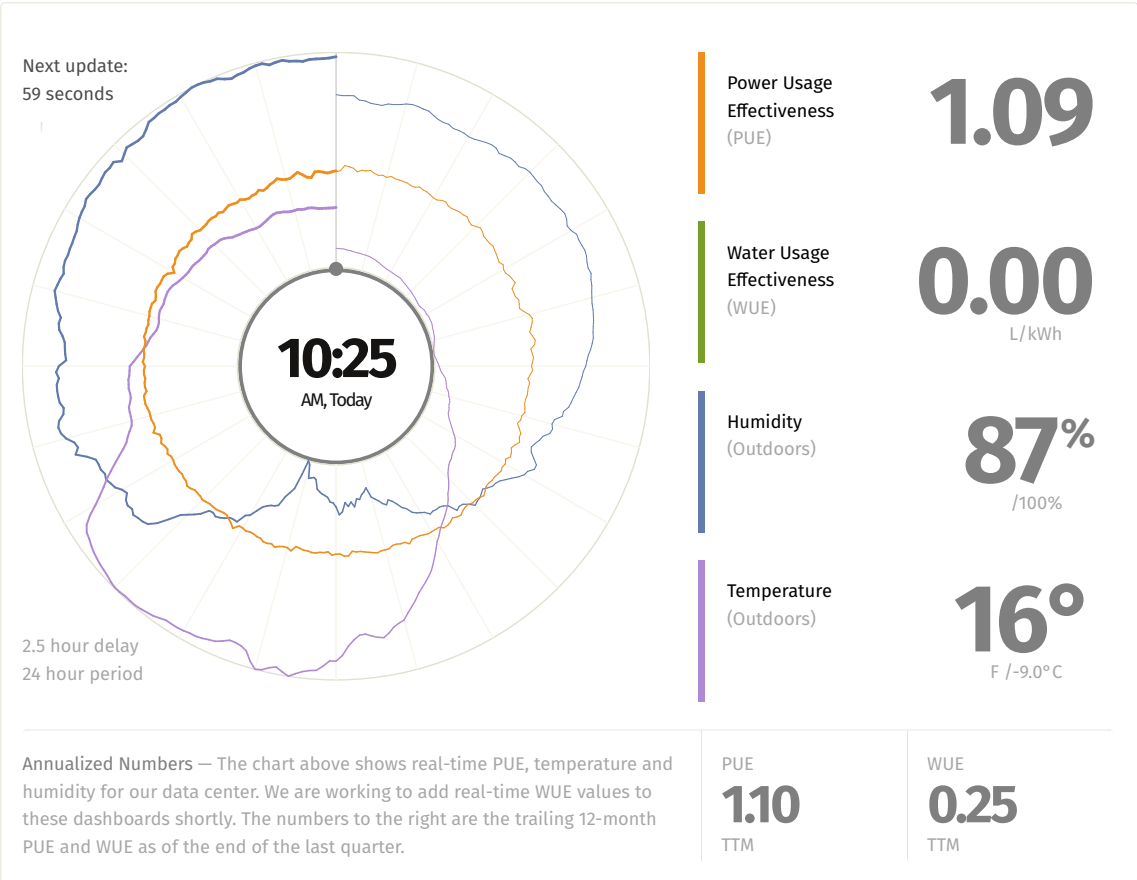 Next update:
59 seconds
10:25
AM, Today
2.5 hour delay
24 hour period
Power Usage
Effectiveness
(PUE)
1.09
Water Usage
Effectiveness
(WUE)
0.00
L/kWh
Humidity
(Outdoors)
87%
/100%
Temperature
(Outdoors)
16°
F /-9.0°C
Annualized Numbers — The chart above shows real-time PUE, temperature and
humidity for our data center. We are working to add real-time WUE values to
these dashboards shortly. The numbers to the right are the trailing 12-month
PUE and WUE as of the end of the last quarter.
PUE
1.10
TTM
WUE
0.25
TTM